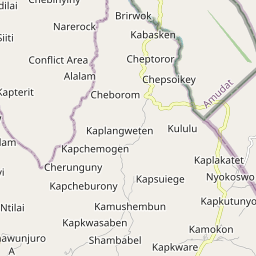 Brirwok
Narerock
Kabasken
Siiti
Conflict Area
Cheptoror
Alalam
Chepsoikey
Kapterit
Cheborom
Amudat
Kaplangweten
Kululu
Kapchemogen
Kaplakatet
Cherunguny
Kapsuiege
Nyokoswo
Kapcheburony
Ntilai
Kamushembun
Kapkutunyo
Kapkwasaben
Kamokon
Shambabel
Kapkware
A